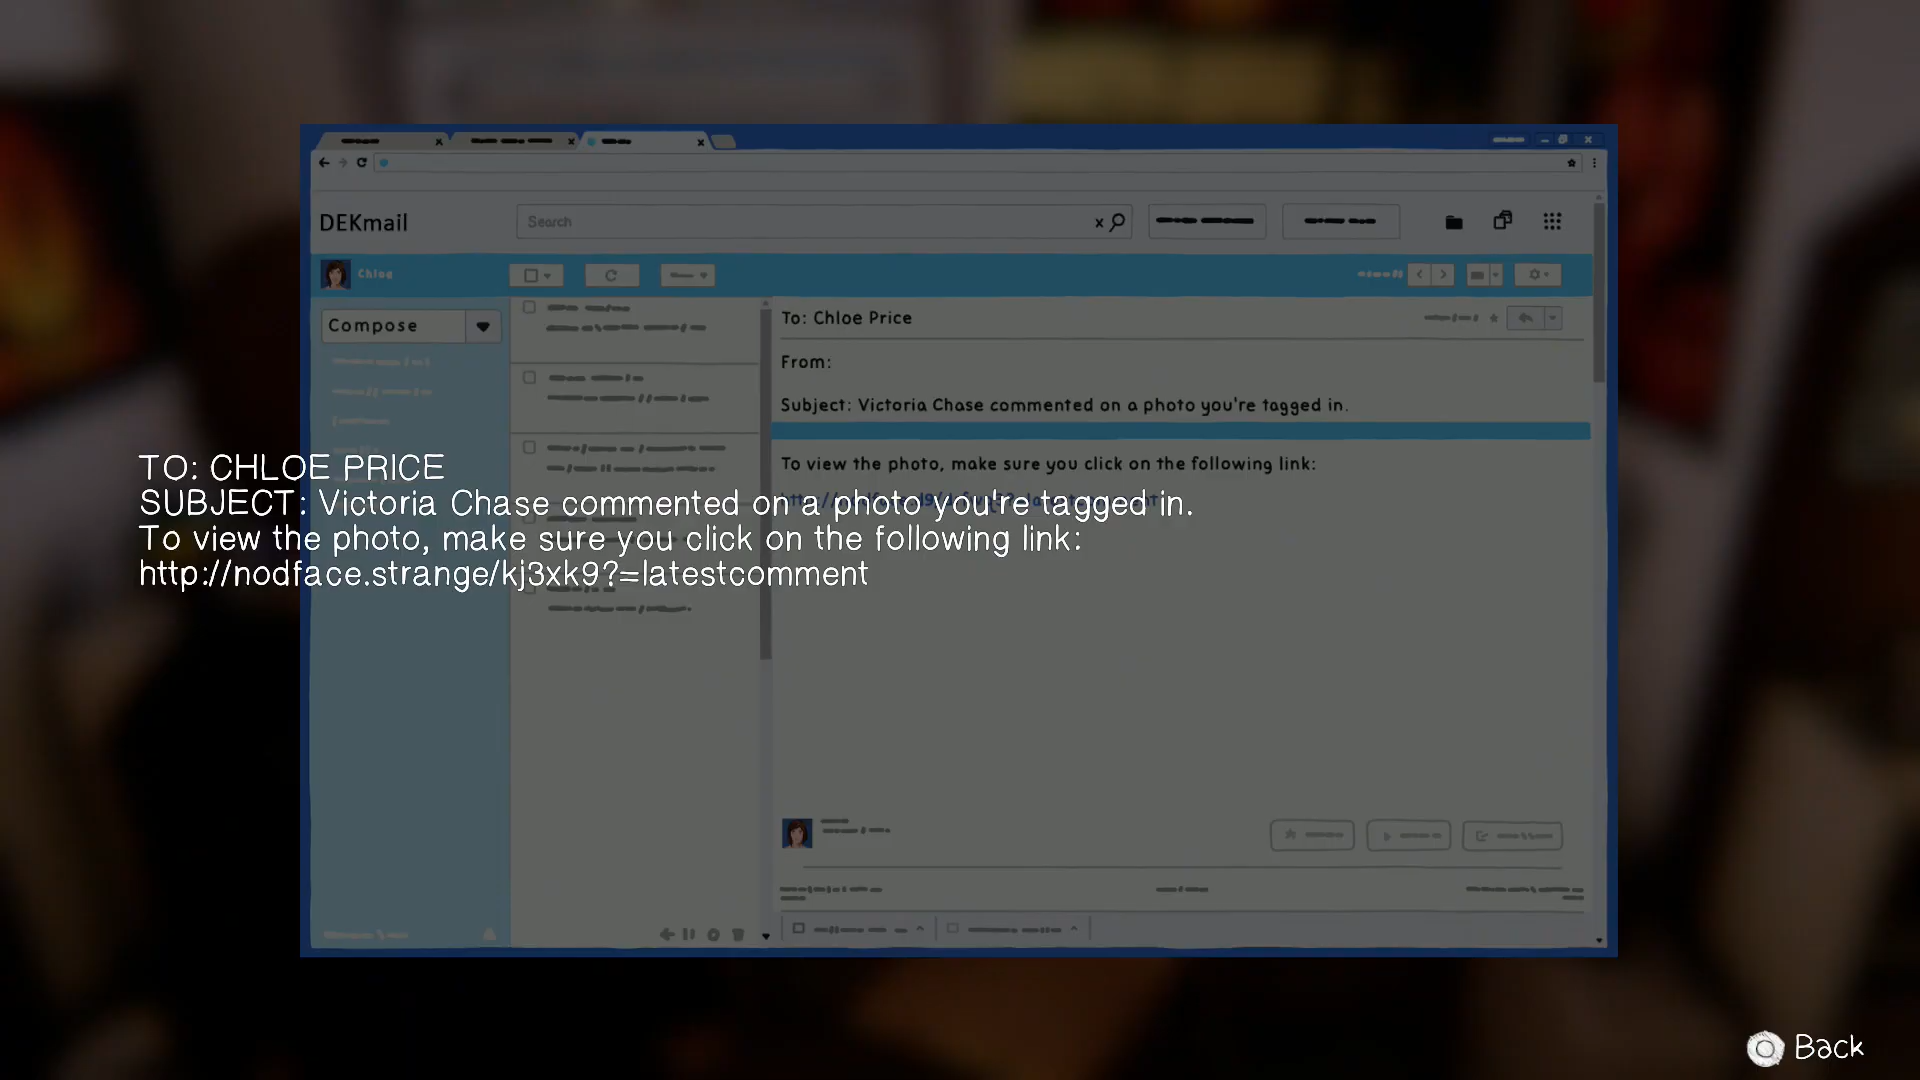 DEKmail
Search
Chloe
Compose
To: Chloe Price
From:
Subject: Victoria Chase commented on a photo you're tagged in.
To view the photo, make sure you click on the following link:
TO: CHLOE PRICE
SUBJECT: Victoria Chase commented on a photo you're tagged in.
To view the photo, make sure you click on the following link:
http://nodface.strange/kj3xk9?=latestcomment
Back